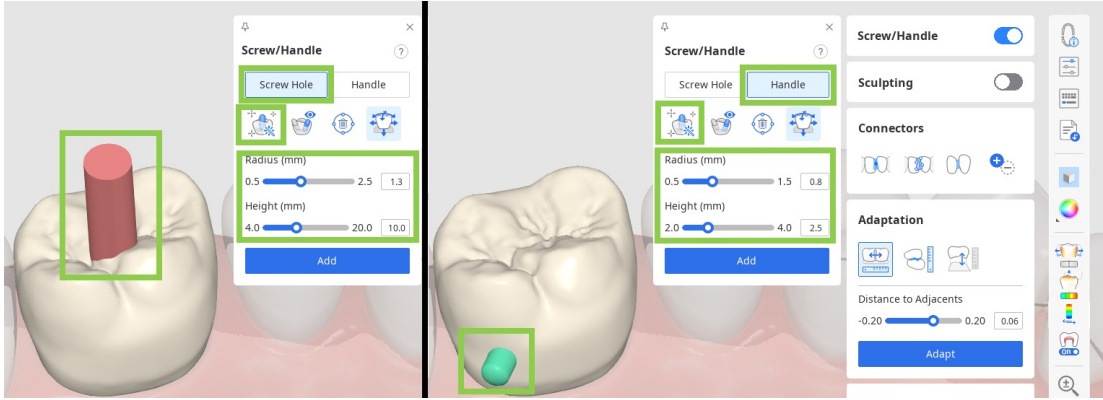 Screw/Handle
?
Screw Hole
Handle
Radius (mm)
0.5
2.5
1.3
Height (mm)
4.0
20.0
10.0
Add
Screw/Handle
?
Screw Hole
Handle
Radius (mm)
0.5
1.5
0.8
Height (mm)
2.0
4.0
2.5
Add
Screw/Handle
Sculpting
Connectors
Adaptation
Distance to Adjacents
-0.20
0.20
0.06
Adapt
ON